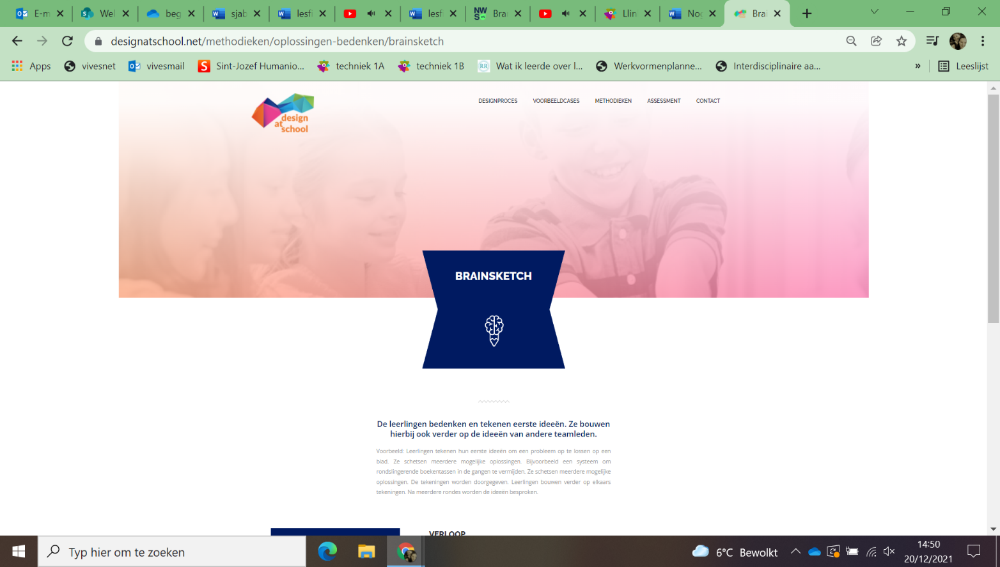 E-m
Wel
beg
sjab
lesfi
lesfi
NW
S
Brai
Llin
Nog
Brai
designatschool.net/methodieken/oplossingen-bedenken/brainsketch
Apps
vivesnet
vivesmail
Sint-Jozef Humanio...
techniek 1A
techniek 1B
RR
Wat ik leerde over l...
Werkvormenplanne...
Interdisciplinaire aa...
»
Leeslijst
design
at
school
DESIGNPROCES
VOORBEELDCASES
METHODIEKEN
ASSESSMENT
CONTACT
BRAINSKETCH
De leerlingen bedenken en tekenen eerste ideeën. Ze bouwen
hierbij ook verder op de ideeën van andere teamleden.
Voorbeeld: Leerlingen tekenen hun eerste ideeën om een probleem op te lossen op een
blad. Ze schetsen meerdere mogelijke oplossingen. Bijvoorbeeld een systeem om
rondslingerende boekentassen in de gangen te vermijden. Ze schetsen meerdere mogelijke
oplossingen. De tekeningen worden doorgegeven. Leerlingen bouwen verder op elkaars
tekeningen. Na meerdere rondes worden de ideeën besproken.
VERLOOP
Typ hier om te zoeken
6°C Bewolkt
14:50
20/12/2021